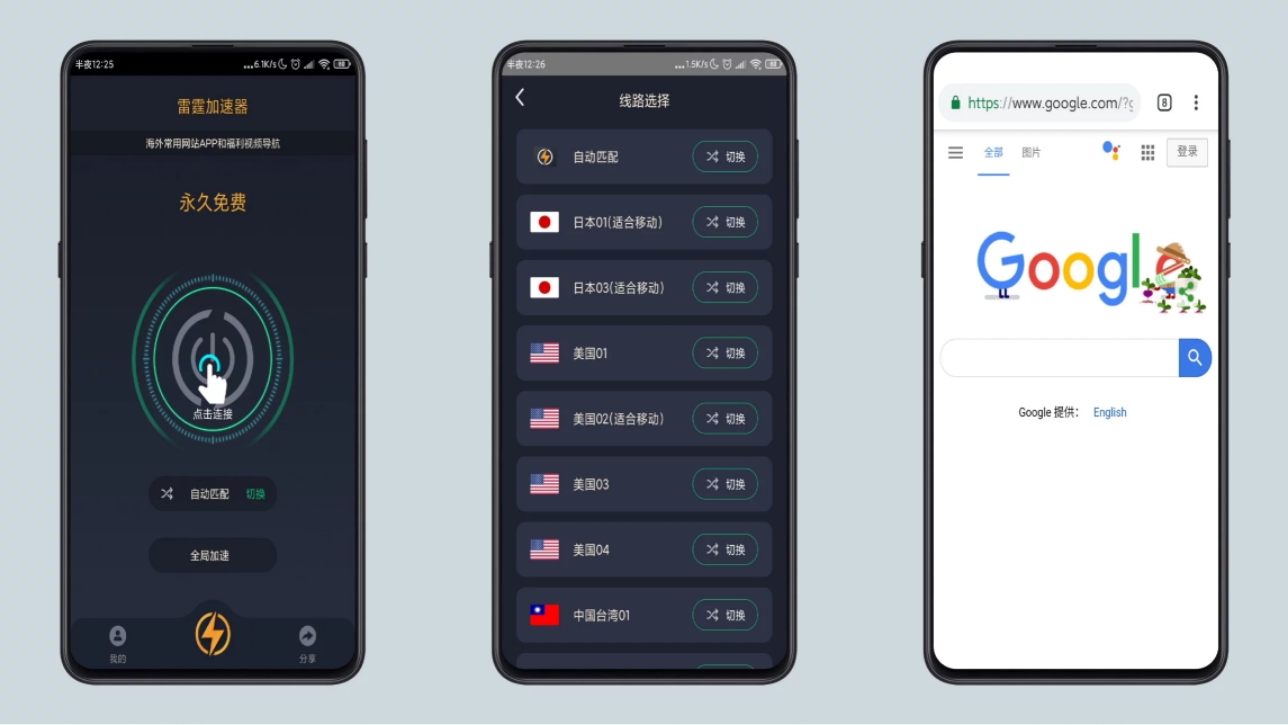 半夜12:25
...6.1K/s
雷霆加速器
海外常用网站APP和福利视频导航
永久免费
点击连接
自动匹配 切换
全局加速
我的
分享
半夜12:26
...1.5K/s
线路选择
自动匹配 切换
日本01(适合移动) 切换
日本03(适合移动) 切换
美国01 切换
美国02(适合移动) 切换
美国03 切换
美国04 切换
中国台湾01 切换
https://www.google.com/?g
8
全部 图片 登录
Google
Google 提供： English